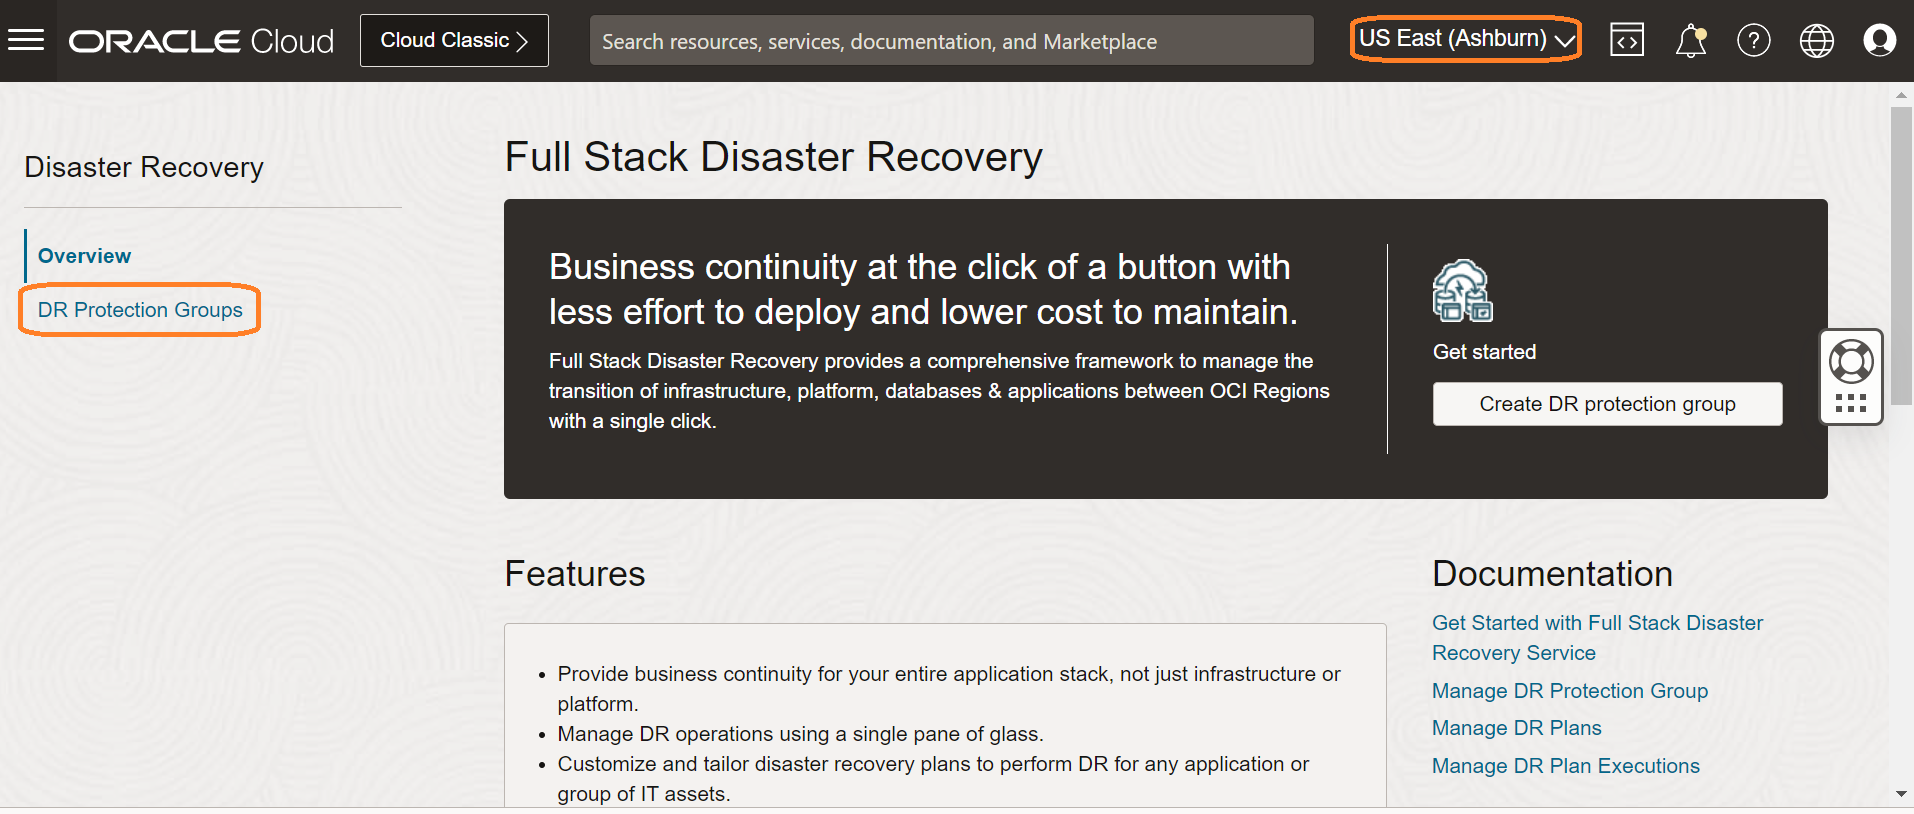 ORACLE Cloud
Cloud Classic
Search resources, services, documentation, and Marketplace
US East (Ashburn)
Disaster Recovery
Overview
DR Protection Groups
Full Stack Disaster Recovery
Business continuity at the click of a button with
less effort to deploy and lower cost to maintain.
Full Stack Disaster Recovery provides a comprehensive framework to manage the
transition of infrastructure, platform, databases & applications between OCI Regions
with a single click.
Get started
Create DR protection group
Features
• Provide business continuity for your entire application stack, not just infrastructure or
platform.
• Manage DR operations using a single pane of glass.
• Customize and tailor disaster recovery plans to perform DR for any application or
group of IT assets.
Documentation
Get Started with Full Stack Disaster
Recovery Service
Manage DR Protection Group
Manage DR Plans
Manage DR Plan Executions